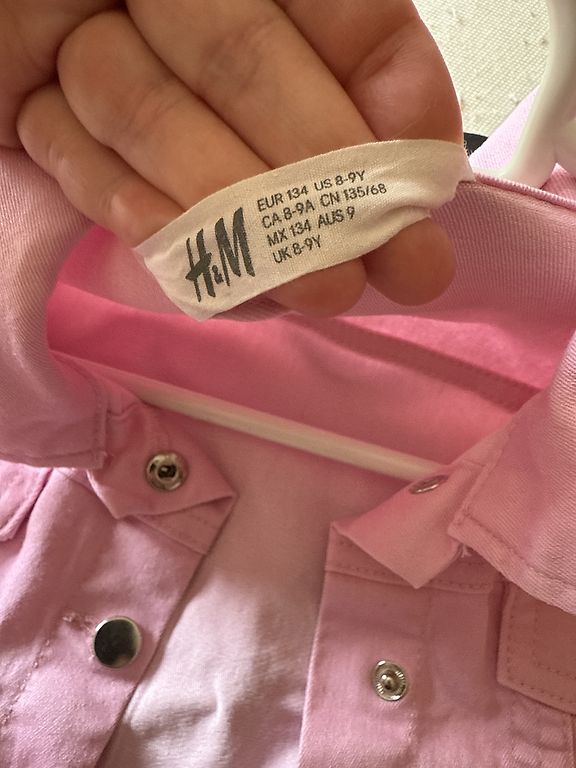 H&M
EUR 134 US 8-9Y
CA 8-9A CN 135/68
MX 134 AUS 9
UK 8-9Y